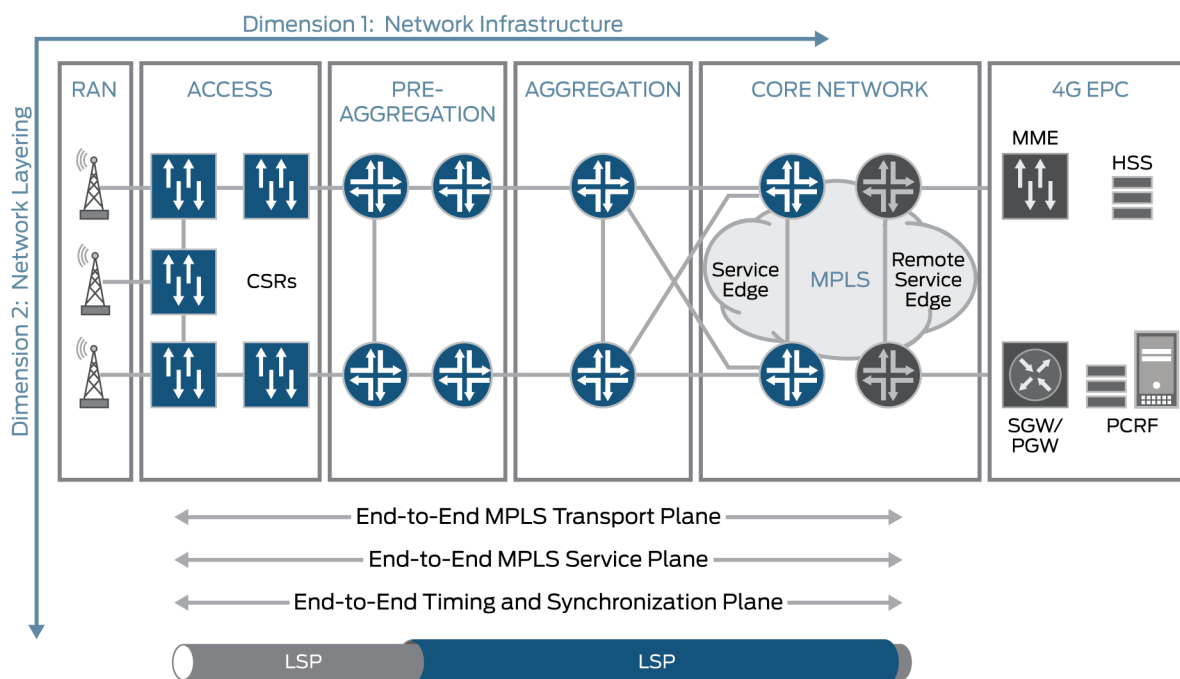 Dimension 1: Network Infrastructure
Dimension 2: Network Layering
RAN
ACCESS
PRE-
AGGREGATION
AGGREGATION
CORE NETWORK
4G EPC
MME
HSS
CSRs
Service
Edge
MPLS
Remote
Service
Edge
SGW/
PGW
PCRF
End-to-End MPLS Transport Plane
End-to-End MPLS Service Plane
End-to-End Timing and Synchronization Plane
LSP
LSP